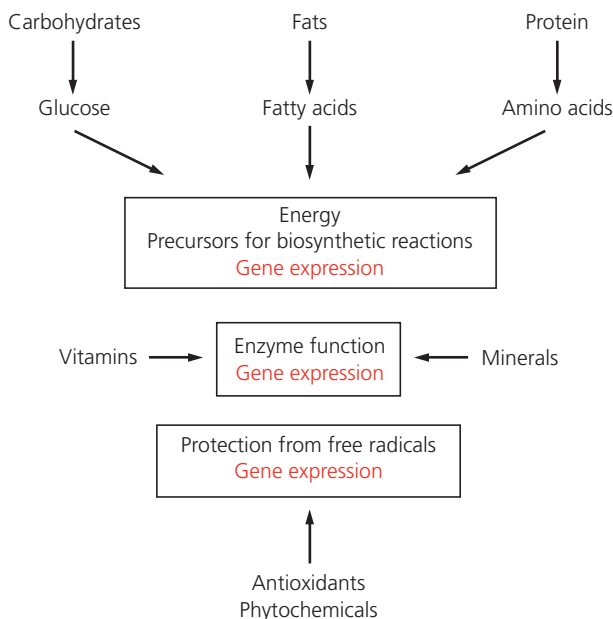 Carbohydrates
Fats
Protein
Glucose
Fatty acids
Amino acids
Energy
Precursors for biosynthetic reactions
Gene expression
Vitamins
Enzyme function
Gene expression
Minerals
Protection from free radicals
Gene expression
Antioxidants
Phytochemicals